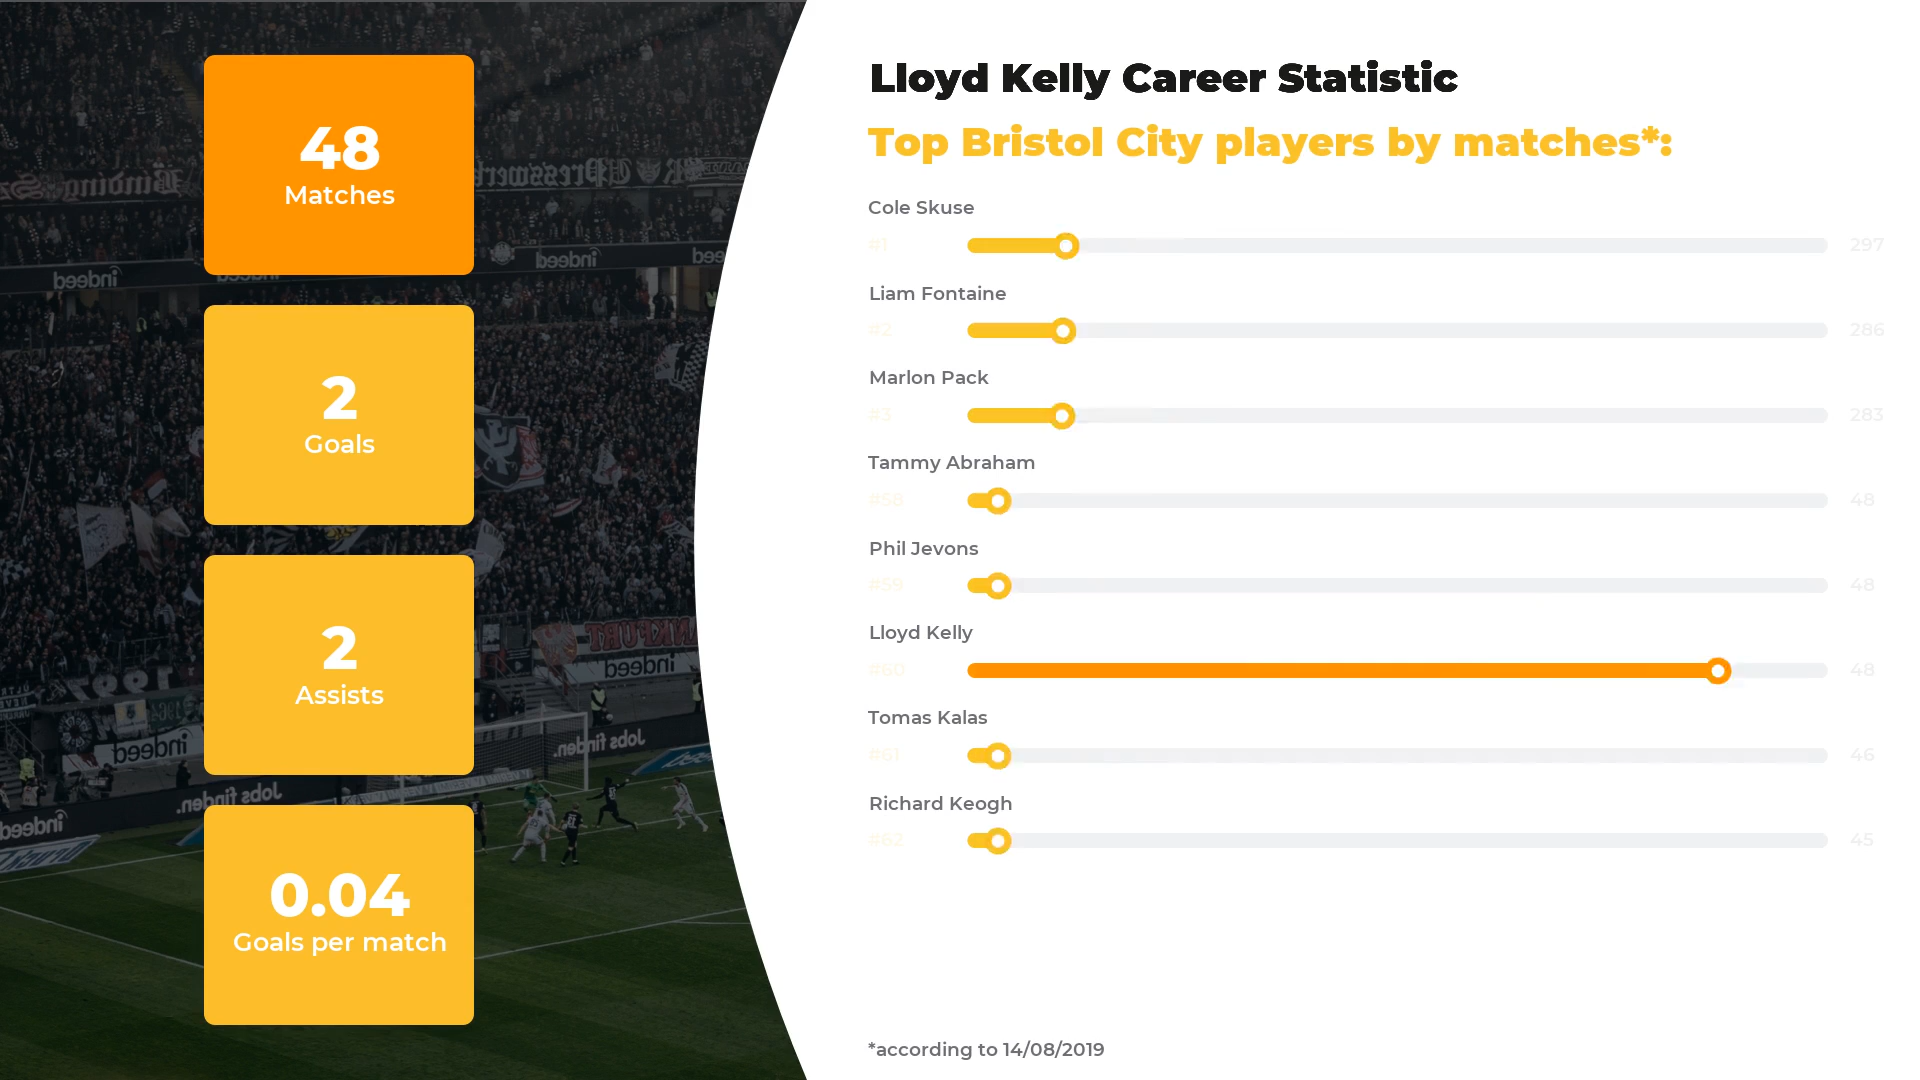 48
Matches
2
Goals
2
Assists
0.04
Goals per match
Lloyd Kelly Career Statistic
Top Bristol City players by matches*:
Cole Skuse
#1 297
Liam Fontaine
#2 286
Marlon Pack
#3 283
Tammy Abraham
#58 48
Phil Jevons
#59 48
Lloyd Kelly
#60 48
Tomas Kalas
#61 46
Richard Keogh
#62 45
*according to 14/08/2019